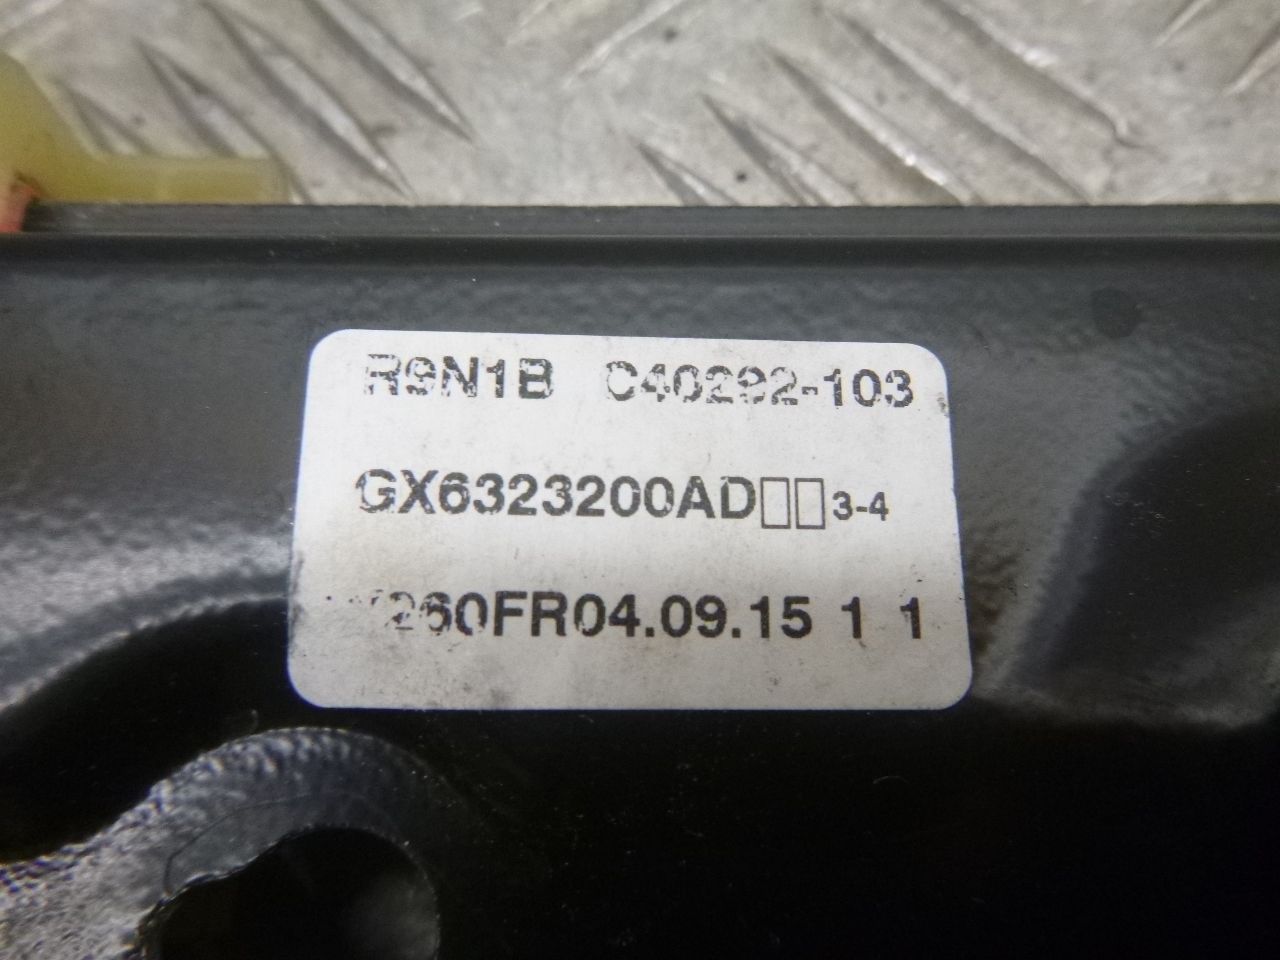 R9N1B C40292-103
GX6323200AD□□3-4
260FR04.09.15 1 1